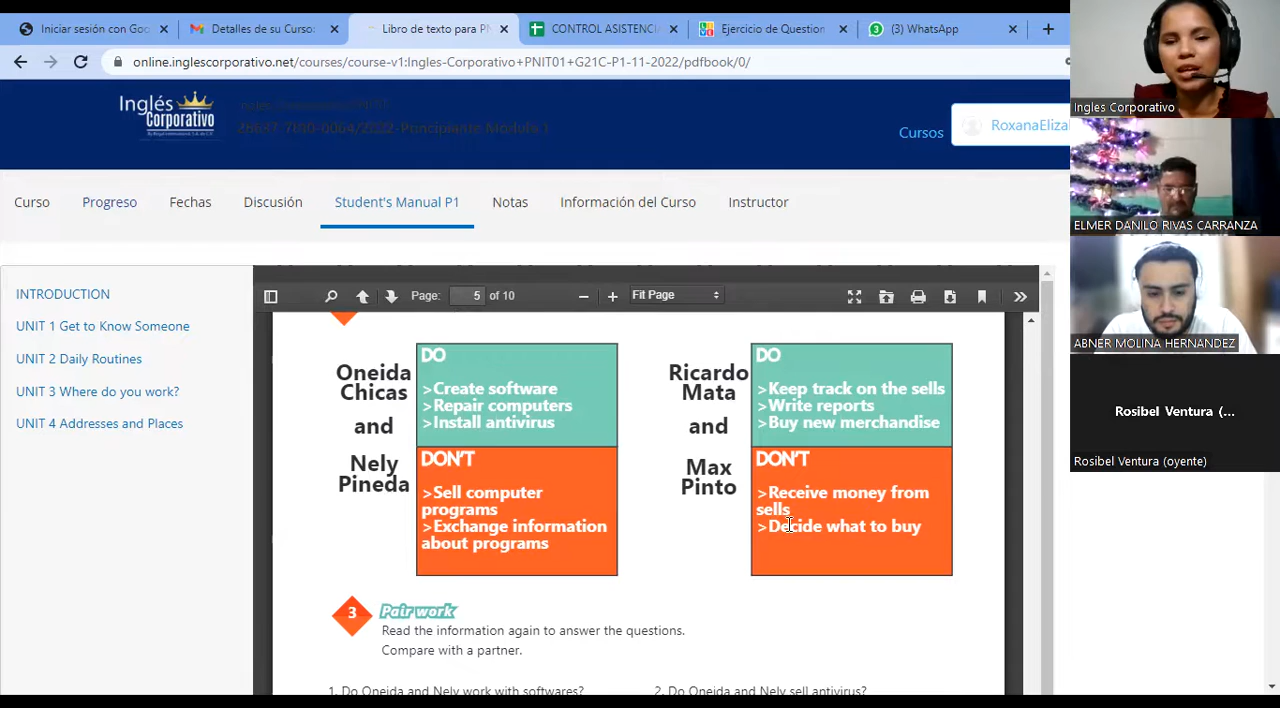 Iniciar sesión con Goo
Detalles de su Curso:
Libro de texto para PN
CONTROL ASISTENCI
Ejercicio de Question
(3) WhatsApp
online.inglescorporativo.net/courses/course-v1:Ingles-Corporativo+PNIT01+G21C-P1-11-2022/pdfbook/0/
Inglés
Corporativo
Cursos
RoxanaEliza
Curso
Progreso
Fechas
Discusión
Student's Manual P1
Notas
Información del Curso
Instructor
INTRODUCTION
UNIT 1 Get to Know Someone
UNIT 2 Daily Routines
UNIT 3 Where do you work?
UNIT 4 Addresses and Places
Page: 5 of 10
Fit Page
Oneida
Chicas
and
Nely
Pineda
DO
>Create software
>Repair computers
>Install antivirus
DON'T
>Sell computer
programs
>Exchange information
about programs
Ricardo
Mata
and
Max
Pinto
DO
>Keep track on the sells
>Write reports
>Buy new merchandise
DON'T
>Receive money from
sells
>Decide what to buy
3
Pair work
Read the information again to answer the questions.
Compare with a partner.
1. Do Oneida and Nely work with softwares?
2. Do Oneida and Nely sell antivirus?
Ingles Corporativo
ELMER DANILO RIVAS CARRANZA
ABNER MOLINA HERNANDEZ
Rosibel Ventura (...
Rosibel Ventura (oyente)